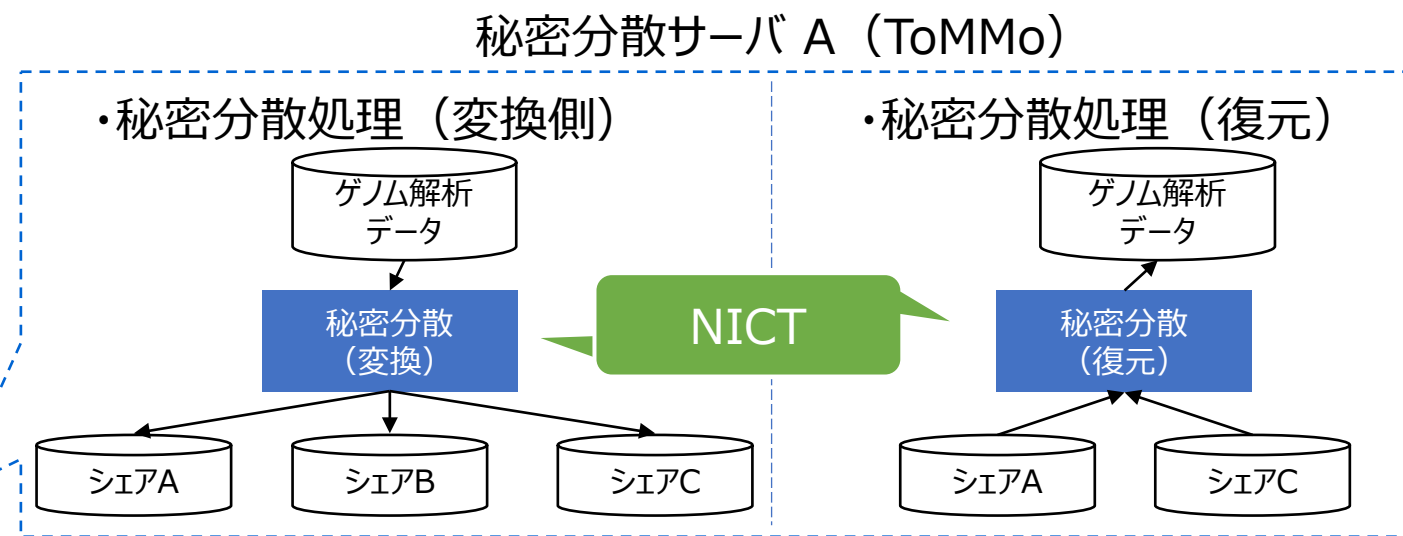 秘密分散サーバ A（ToMMo）
・秘密分散処理（変換側）
ゲノム解析
データ
秘密分散
（変換）
シェアA
シェアB
シェアC
NICT
・秘密分散処理（復元）
ゲノム解析
データ
秘密分散
（復元）
シェアA
シェアC